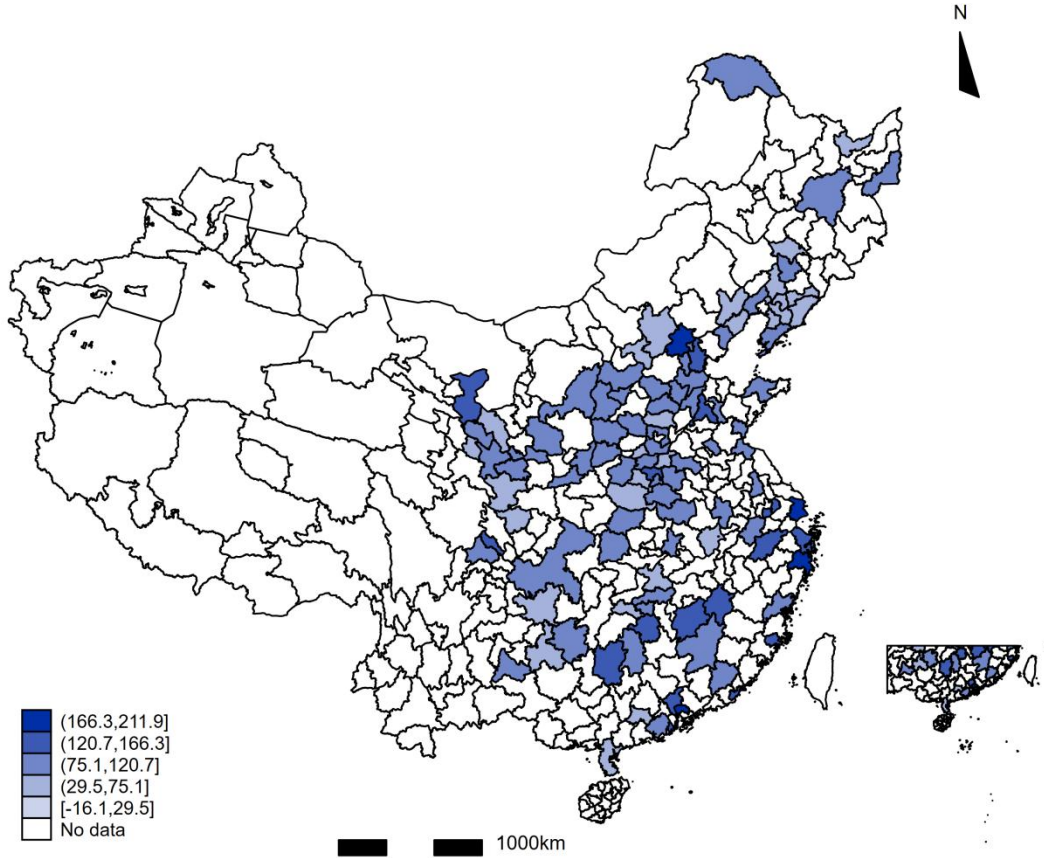 N
(166.3,211.9]
(120.7,166.3]
(75.1,120.7]
(29.5,75.1]
[-16.1,29.5]
No data
1000km